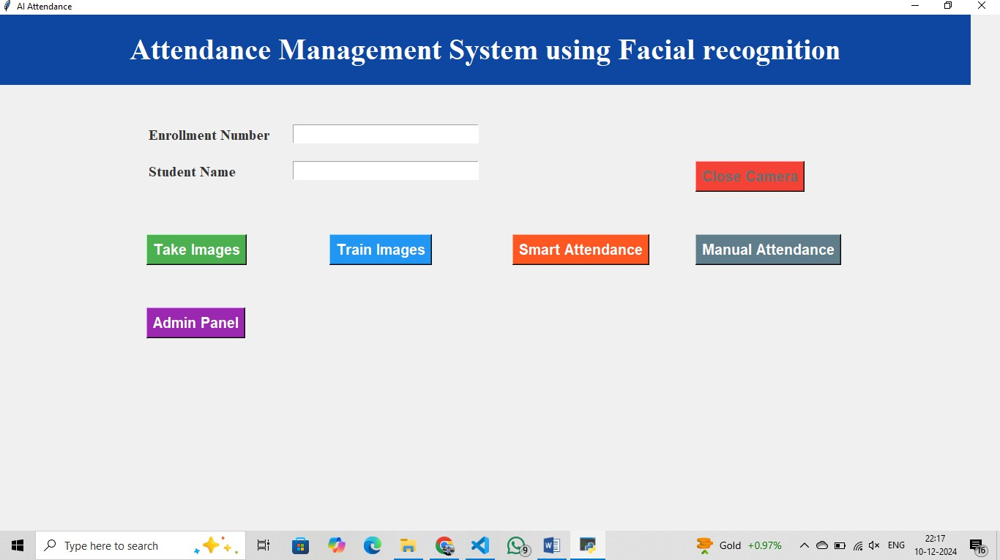 AI Attendance
Attendance Management System using Facial recognition
Enrollment Number
Student Name
Close Camera
Take Images
Train Images
Smart Attendance
Manual Attendance
Admin Panel
Type here to search
9
Gold +0.97%
ENG
22:17
10-12-2024
16